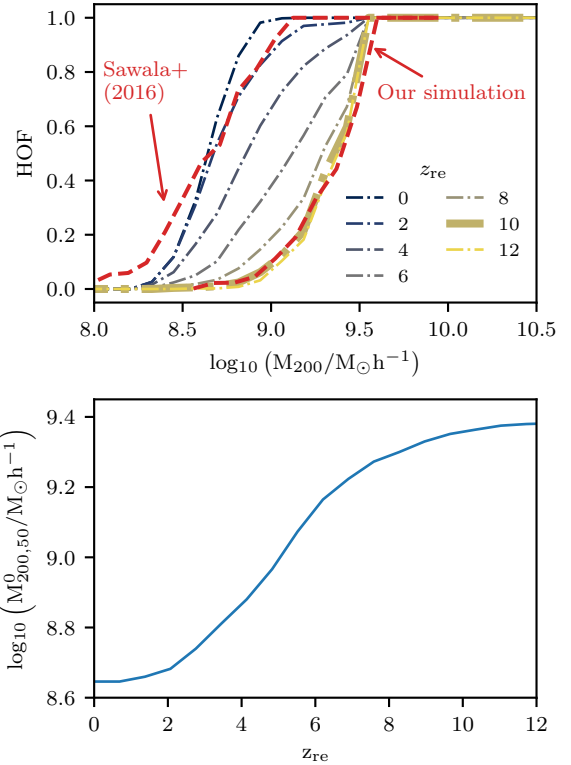 1.0
0.8
0.6
0.4
0.2
0.0
HOF
Sawala+
(2016)
Our simulation
z_re
0
2
4
6
8
10
12
8.0 8.5 9.0 9.5 10.0 10.5
log₁₀ (M₂₀₀/M☉h⁻¹)
9.4
9.2
9.0
8.8
8.6
log₁₀ (M⁰₂₀₀,₅₀/M☉h⁻¹)
0 2 4 6 8 10 12
z_re